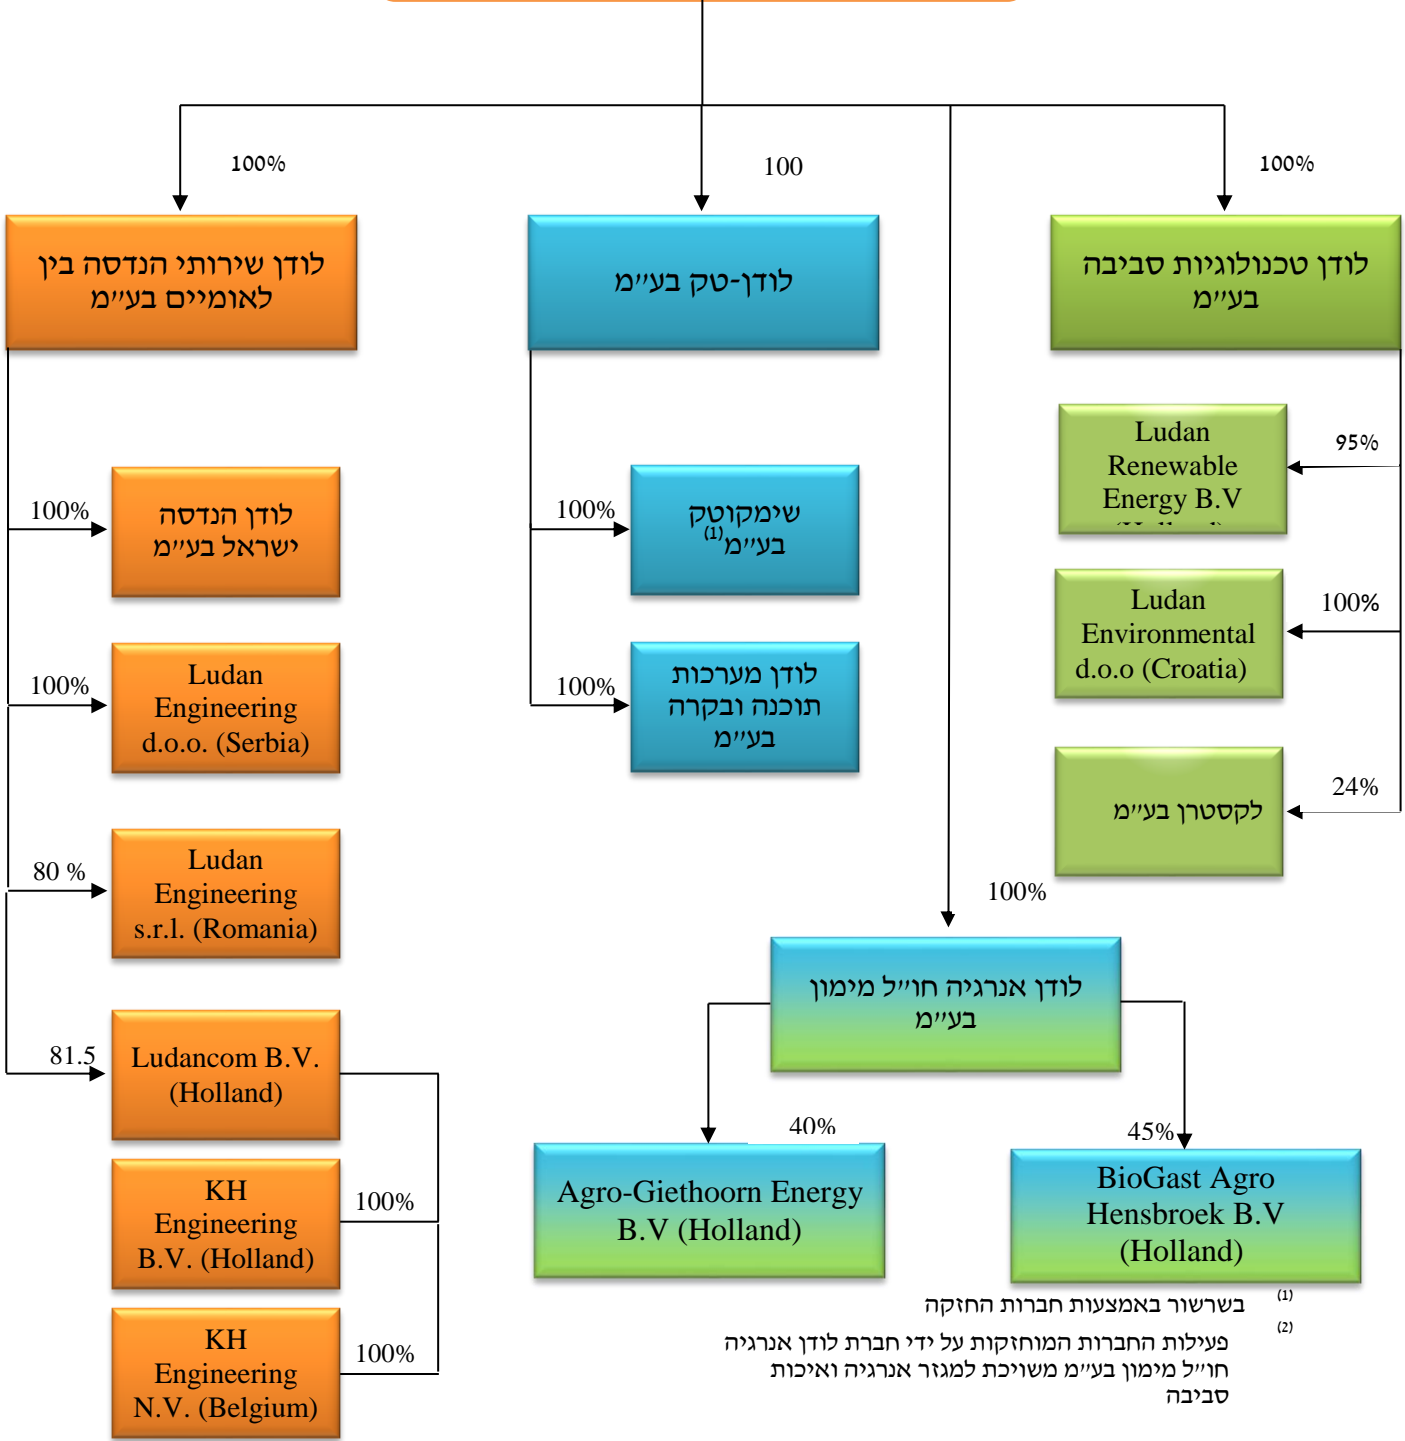 100%
100
100%
לודן שירותי הנדסה בין
לאומיים בע״מ
לודן-טק בע״מ
לודן טכנולוגיות סביבה
בע״מ
Ludan
Renewable
Energy B.V
95%
100%
לודן הנדסה
ישראל בע״מ
100%
שימקוטק
בע״מ(1)
Ludan
Environmental
d.o.o (Croatia)
100%
100%
Ludan
Engineering
d.o.o. (Serbia)
100%
לודן מערכות
תוכנה ובקרה
בע״מ
לקסטרן בע״מ
24%
80 %
Ludan
Engineering
s.r.l. (Romania)
100%
לודן אנרגיה חו״ל מימון
בע״מ
81.5
Ludancom B.V.
(Holland)
40%
45%
KH
Engineering
B.V. (Holland)
100%
Agro-Giethoorn Energy
B.V (Holland)
BioGast Agro
Hensbroek B.V
(Holland)
KH
Engineering
N.V. (Belgium)
100%
(1) בשרשור באמצעות חברות החזקה
(2) פעילות החברות המוחזקות על ידי חברת לודן אנרגיה
חו״ל מימון בע״מ משויכת למגזר אנרגיה ואיכות
סביבה